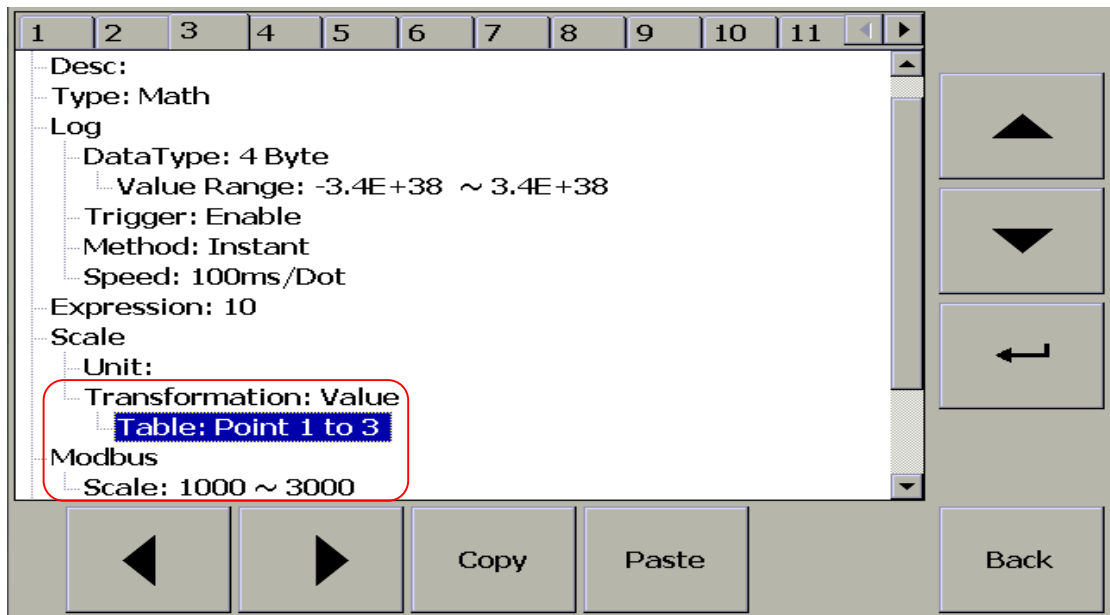 1 2 3 4 5 6 7 8 9 10 11
Desc:
Type: Math
Log
DataType: 4 Byte
Value Range: -3.4E+38 ~ 3.4E+38
Trigger: Enable
Method: Instant
Speed: 100ms/Dot
Expression: 10
Scale
Unit:
Transformation: Value
Table: Point 1 to 3
Modbus
Scale: 1000 ~ 3000
Copy Paste Back